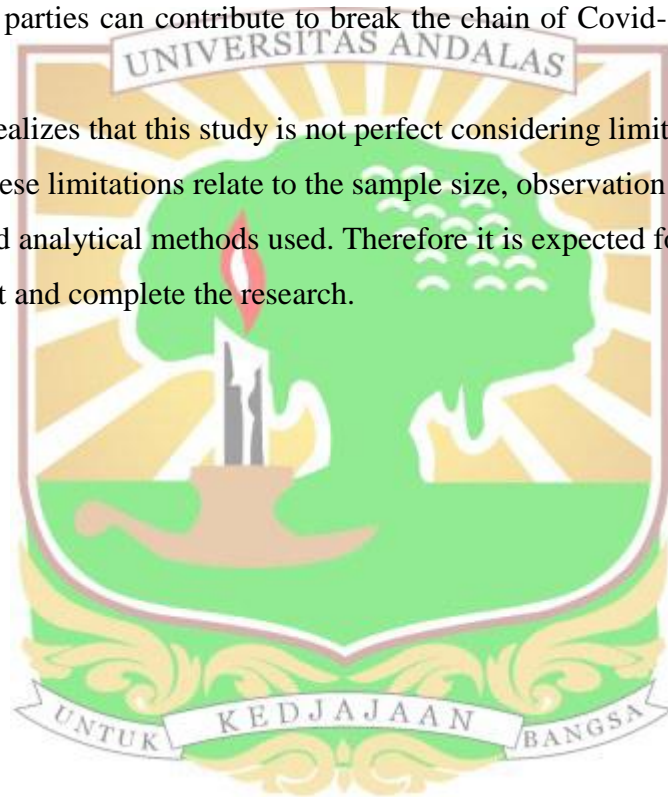 parties can contribute to break the chain of Covid-
UNIVERSITAS ANDALAS
ealizes that this study is not perfect considering limit
ese limitations relate to the sample size, observation
d analytical methods used. Therefore it is expected fo
t and complete the research.
UNTUK KEDJAJAAN BANGSA